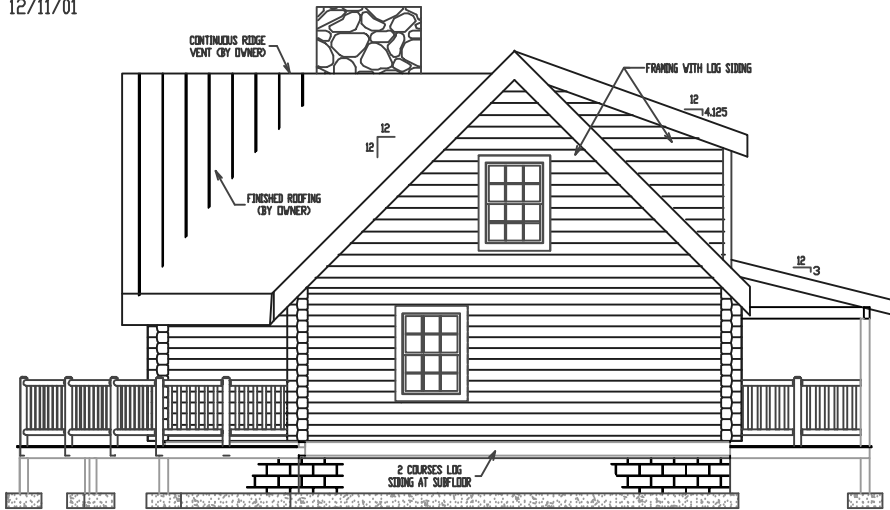 12/11/01
CONTINUOUS RIDGE
VENT (BY OWNER)
FRAMING WITH LOG SIDING
12
4.125
12
12
FINISHED ROOFING
(BY OWNER)
12
3
2 COURSES LOG
SIDING AT SUBFLOOR